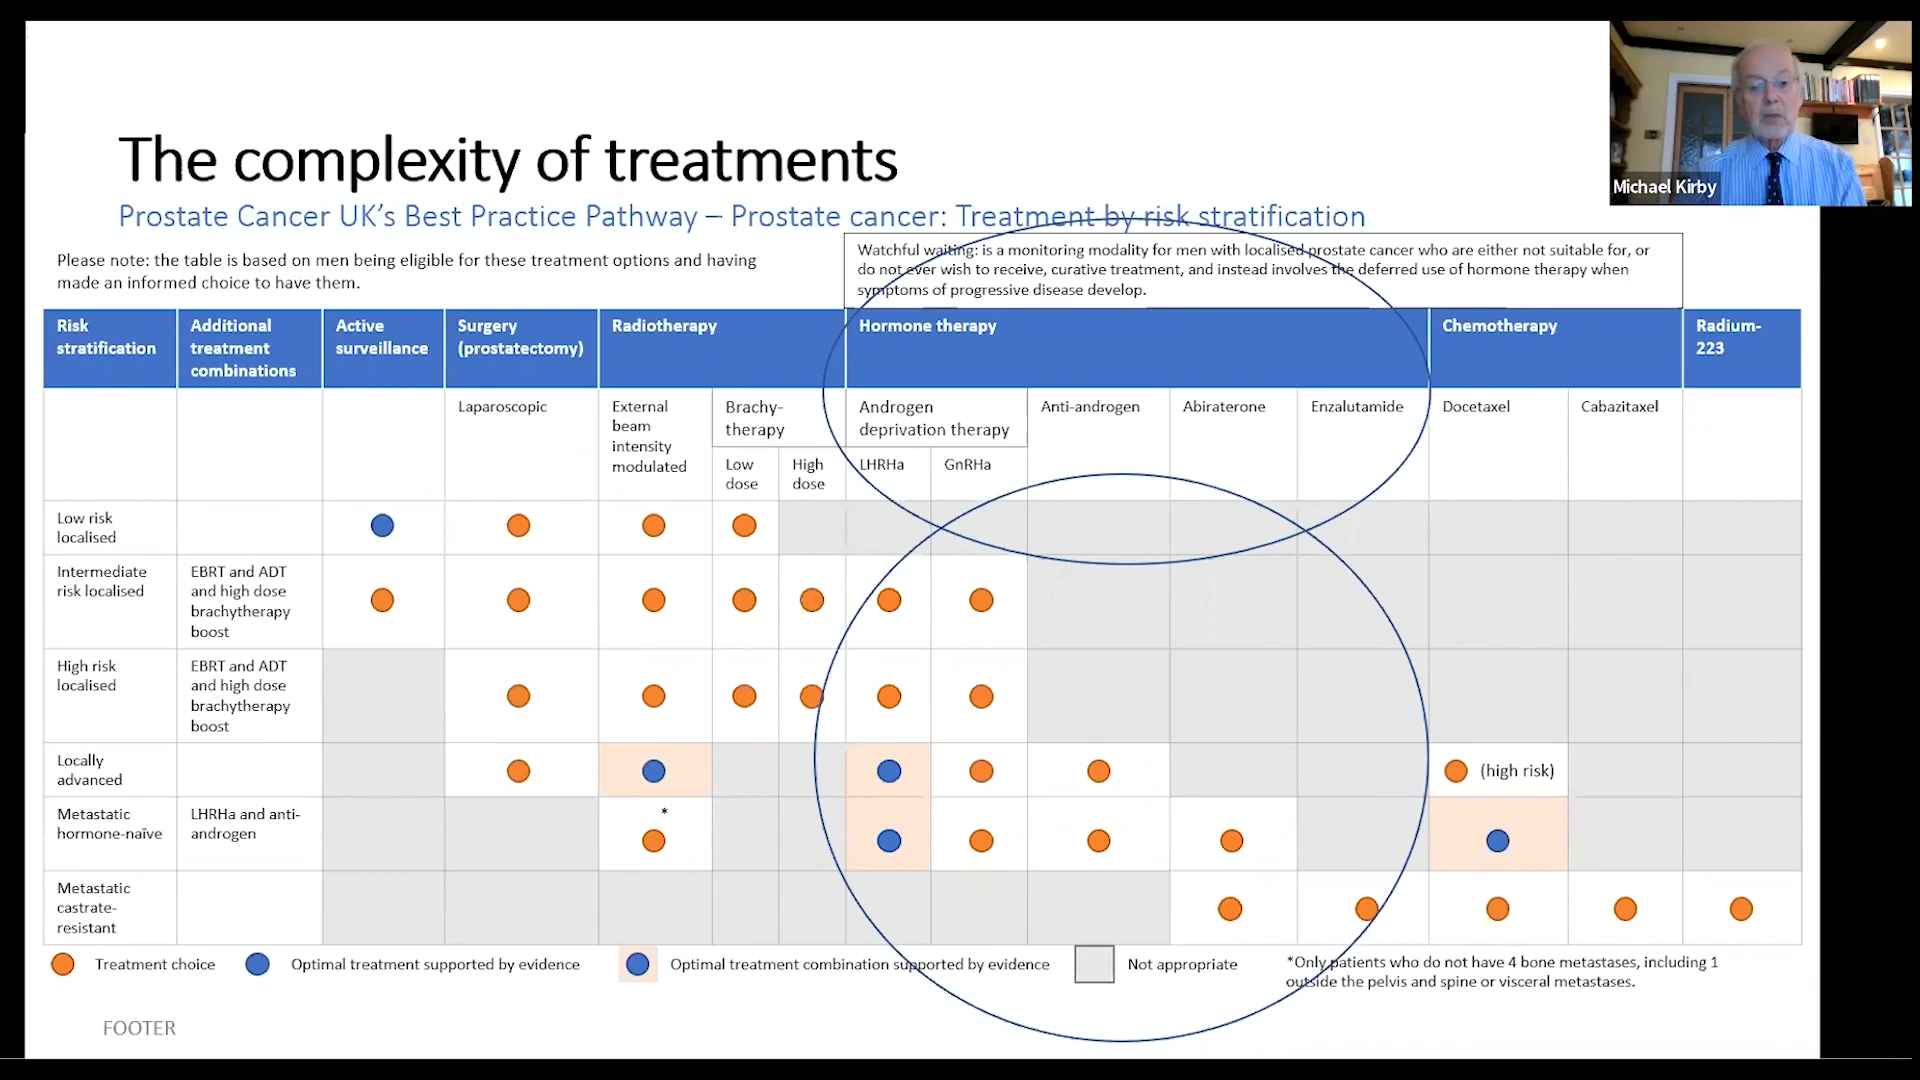 Michael Kirby
The complexity of treatments
Prostate Cancer UK's Best Practice Pathway – Prostate cancer: Treatment by risk stratification
Please note: the table is based on men being eligible for these treatment options and having
made an informed choice to have them.
Watchful waiting: is a monitoring modality for men with localised prostate cancer who are either not suitable for, or
do not ever wish to receive, curative treatment, and instead involves the deferred use of hormone therapy when
symptoms of progressive disease develop.
Risk
stratification
Additional
treatment
combinations
Active
surveillance
Surgery
(prostatectomy)
Radiotherapy
Hormone therapy
Chemotherapy
Radium-
223
Laparoscopic
External
beam
intensity
modulated
Brachy-
therapy
Androgen
deprivation therapy
Anti-androgen
Abiraterone
Enzalutamide
Docetaxel
Cabazitaxel
Low
dose
High
dose
LHRHa
GnRHa
Low risk
localised
Intermediate
risk localised
EBRT and ADT
and high dose
brachytherapy
boost
High risk
localised
EBRT and ADT
and high dose
brachytherapy
boost
Locally
advanced
(high risk)
Metastatic
hormone-naïve
LHRHa and anti-
androgen
*
Metastatic
castrate-
resistant
Treatment choice
Optimal treatment supported by evidence
Optimal treatment combination supported by evidence
Not appropriate
*Only patients who do not have 4 bone metastases, including 1
outside the pelvis and spine or visceral metastases.
FOOTER